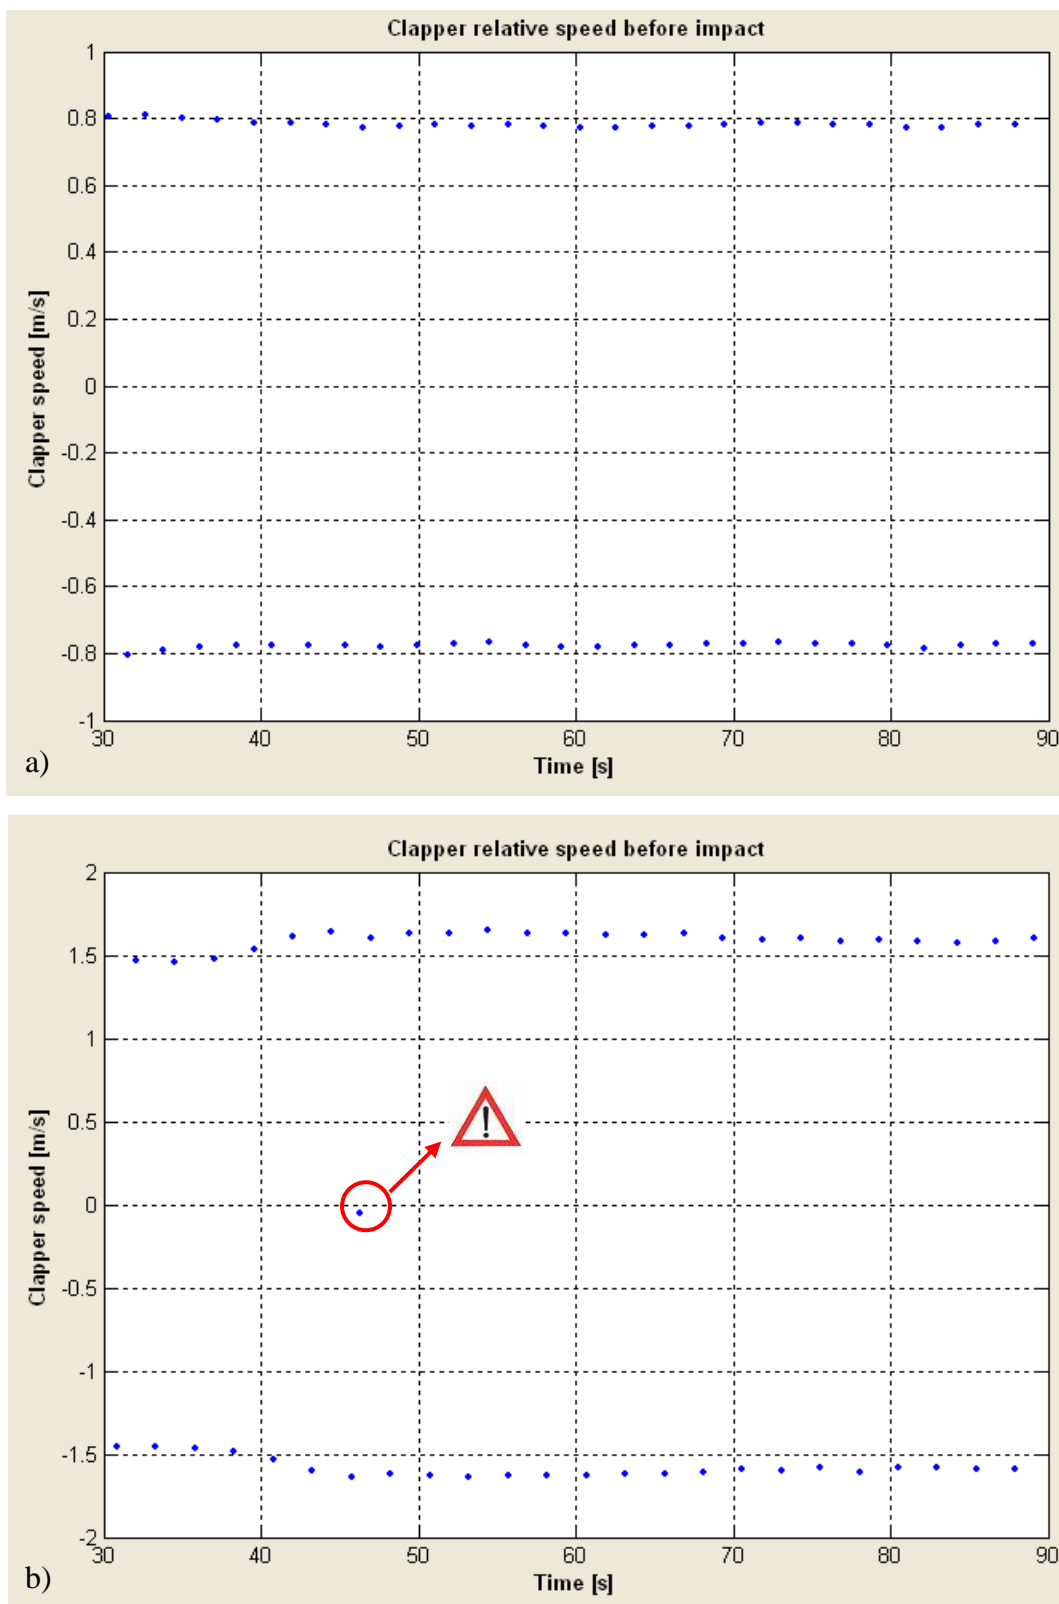 Clapper relative speed before impact
1
0.8
0.6
0.4
0.2
0
-0.2
-0.4
-0.6
-0.8
-1
Clapper speed [m/s]
30 40 50 60 70 80 90
Time [s]
a)
Clapper relative speed before impact
2
1.5
1
0.5
0
-0.5
-1
-1.5
-2
Clapper speed [m/s]
!
30 40 50 60 70 80 90
Time [s]
b)